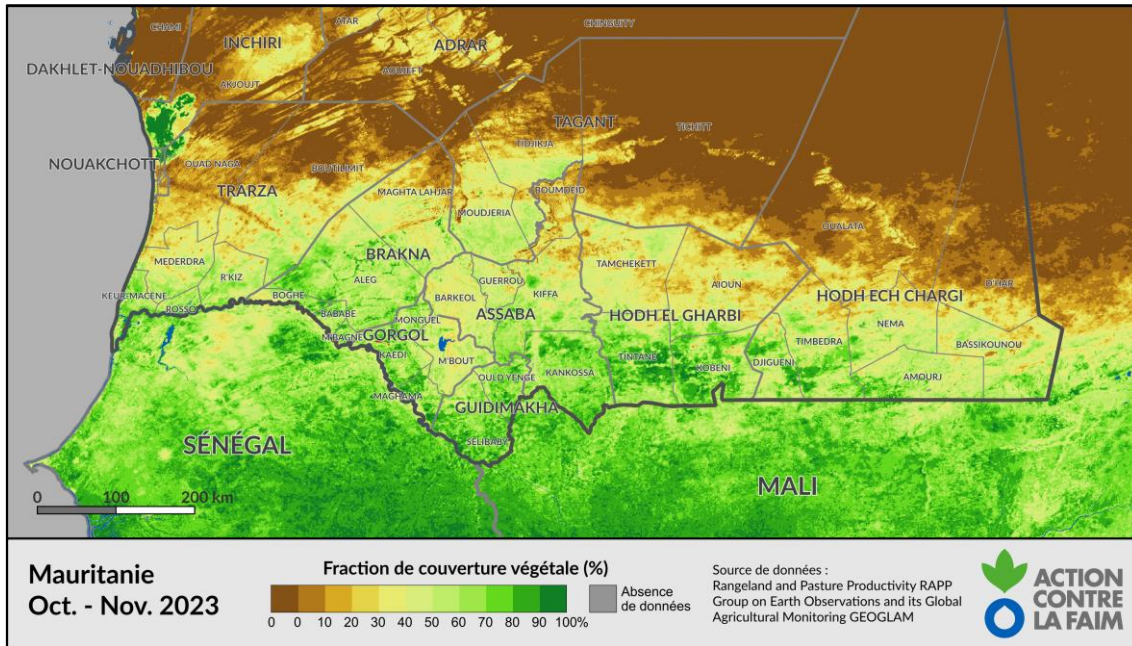 CHAMI
INCHIRI
ATAR
CHINGUITY
ADRAR
DAKHLET-NOUADHIBOU
AOUJEFT
AKJOUJT
TAGANT
TICHITT
TIDJIKJA
NOUAKCHOTT
OUAD NAGA
BOUTILIMIT
TRARZA
MAGHTA LAHJAR
BOUMDEID
MOUDJERIA
OUALATA
BRAKNA
MEDERDRA
TAMCHEKETT
R'KIZ
ALEG
GUERROU
AIOUN
D'HAR
KEUR-MACENE
BOGHE
BARKEOL
KIFFA
HODH ECH CHARGI
ROSSO
BABABE
MONGUEL
ASSABA
HODH EL GHARBI
NEMA
M'BAGNE
GORGOL
TIMBEDRA
BASSIKOUNOU
KAEDI
M'BOUT
TINTANE
DJIGUENI
KOBENI
OULD YENGE
KANKOSSA
AMOURJ
MAGHAMA
GUIDIMAKHA
SÉNÉGAL
SÉLIBABY
MALI
0 100 200 km
Mauritanie
Oct. - Nov. 2023
Fraction de couverture végétale (%)
0 0 10 20 30 40 50 60 70 80 90 100%
Absence
de données
Source de données :
Rangeland and Pasture Productivity RAPP
Group on Earth Observations and its Global
Agricultural Monitoring GEOGLAM
ACTION
CONTRE
LA FAIM